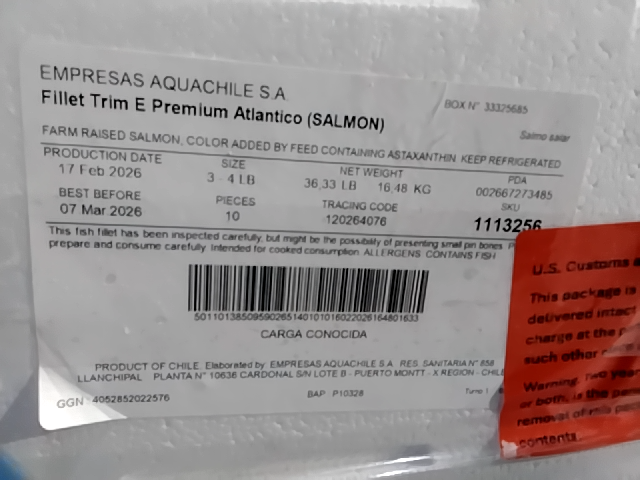 EMPRESAS AQUACHILE S.A.
BOX N° 33325685
Fillet Trim E Premium Atlantico (SALMON)
Salmo salar
FARM RAISED SALMON, COLOR ADDED BY FEED CONTAINING ASTAXANTHIN. KEEP REFRIGERATED
PRODUCTION DATE SIZE NET WEIGHT PDA
17 Feb 2026 3 - 4 LB 36,33 LB 16,48 KG 002667273485
BEST BEFORE PIECES TRACING CODE SKU
07 Mar 2026 10 120264076 1113256
This fish fillet has been inspected carefully, but might be the possibility of presenting small pin bones.
prepare and consume carefully. Intended for cooked consumption. ALLERGENS: CONTAINS FISH
CARGA CONOCIDA
PRODUCT OF CHILE. Elaborated by EMPRESAS AQUACHILE S.A. RES. SANITARIA N° 858
LLANCHIPAL PLANTA N° 10636 CARDONAL S/N LOTE B - PUERTO MONTT - X REGION - CHILE
GGN : 4052852022576 BAP : P10328 Turno 1
U.S. Customs
This package is
delivered intact
charge at the
such other
Warning, two year
or both, is the
removal of this
contents.